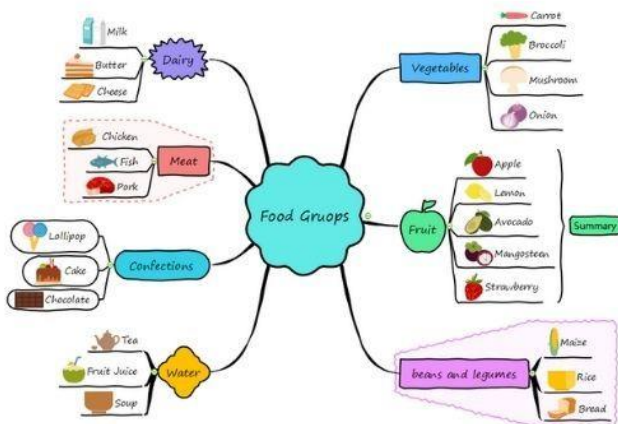 Food Gruops
Dairy
Milk
Butter
Cheese
Meat
Chicken
Fish
Pork
Confections
Lollipop
Cake
Chocolate
Water
Tea
Fruit Juice
Soup
Vegetables
Carrot
Broccoli
Mushroom
Onion
Fruit
Apple
Lemon
Avocado
Mangosteen
Strawberry
Summary
beans and legumes
Maize
Rice
Bread